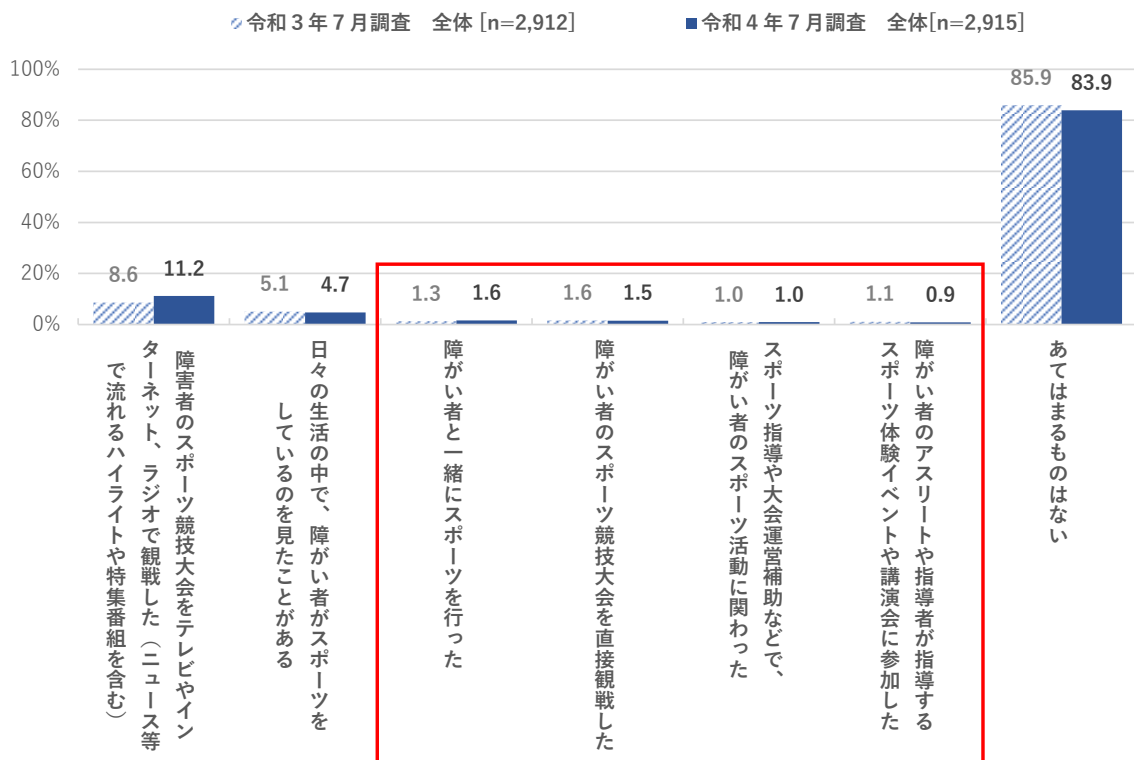 令和３年７月調査　全体 [n=2,912]
令和４年７月調査　全体[n=2,915]
100%
80%
60%
40%
20%
0%
8.6
11.2
5.1
4.7
1.3
1.6
1.6
1.5
1.0
1.0
1.1
0.9
85.9
83.9
障害者のスポーツ競技大会をテレビやイン
ターネット、ラジオで観戦した（ニュース等
で流れるハイライトや特集番組を含む）
日々の生活の中で、障がい者がスポーツを
しているのを見たことがある
障がい者と一緒にスポーツを行った
障がい者のスポーツ競技大会を直接観戦した
スポーツ指導や大会運営補助などで、
障がい者のスポーツ活動に関わった
障がい者のアスリートや指導者が指導する
スポーツ体験イベントや講演会に参加した
あてはまるものはない